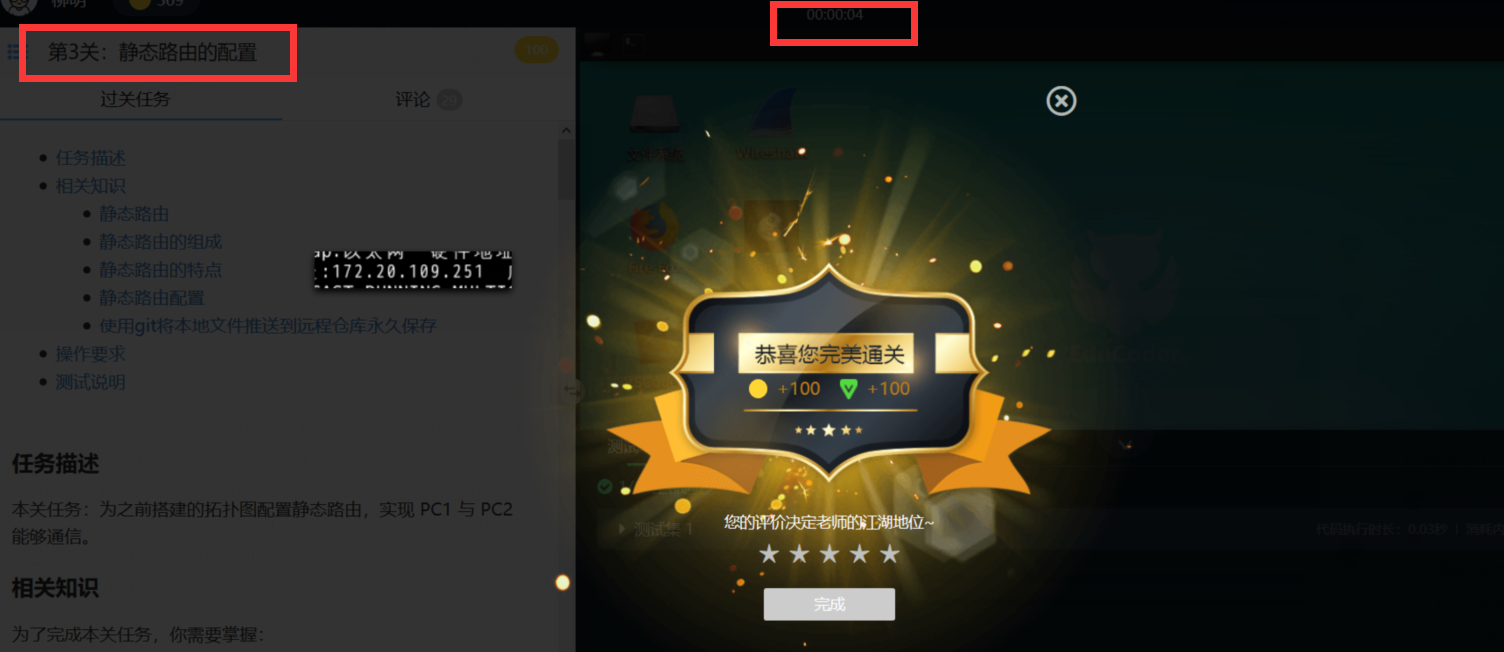 柳明
309
00:00:04
第3关：静态路由的配置
100
过关任务
评论 29
任务描述
相关知识
静态路由
静态路由的组成
静态路由的特点
静态路由配置
使用git将本地文件推送到远程仓库永久保存
操作要求
测试说明
:172.20.109.251
任务描述
本关任务：为之前搭建的拓扑图配置静态路由，实现 PC1 与 PC2
能够通信。
相关知识
为了完成本关任务，你需要掌握：
文件系统
Wireshark
恭喜您完美通关
+100 +100
测试集 1
代码执行时长：0.03秒
您的评价决定老师的江湖地位~
完成